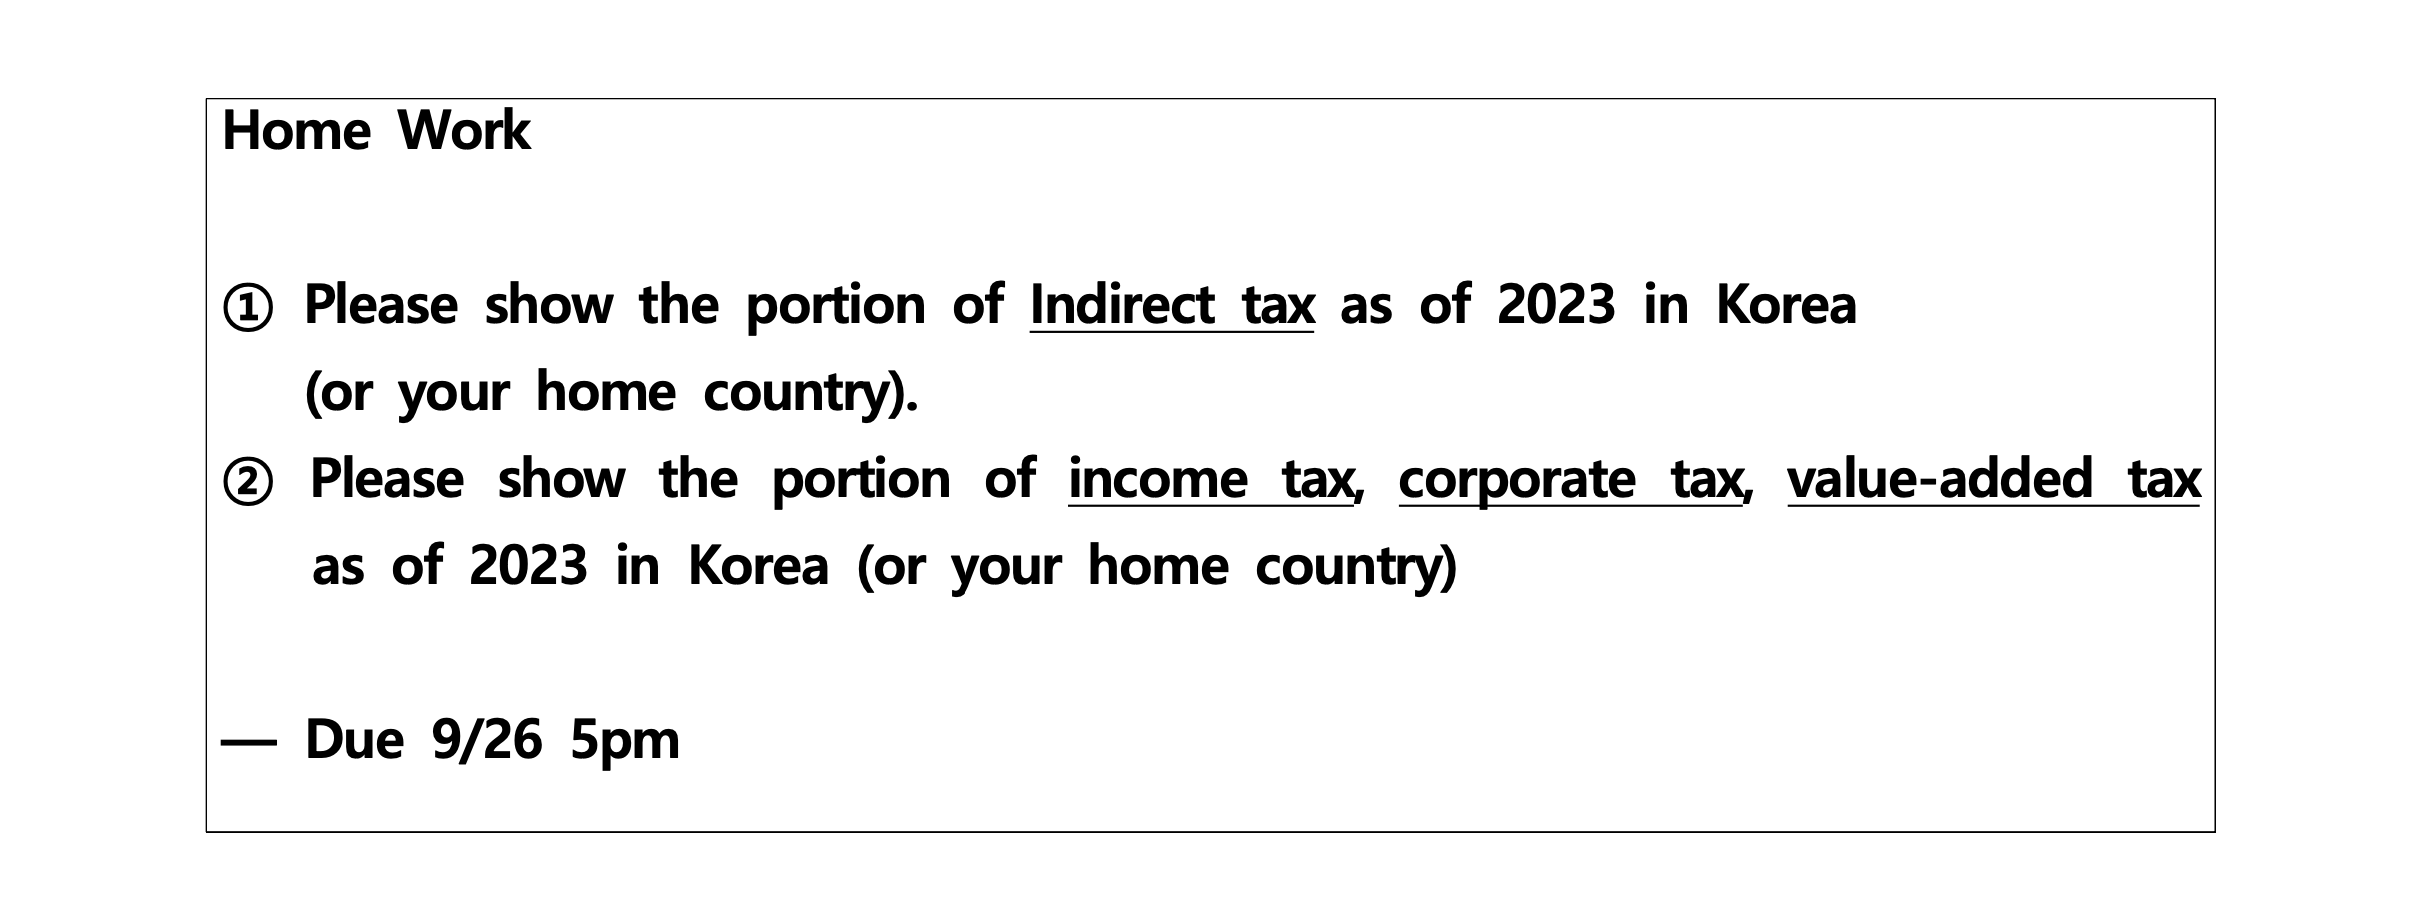 Home Work
① Please show the portion of Indirect tax as of 2023 in Korea
(or your home country).
② Please show the portion of income tax, corporate tax, value-added tax
as of 2023 in Korea (or your home country)
― Due 9/26 5pm